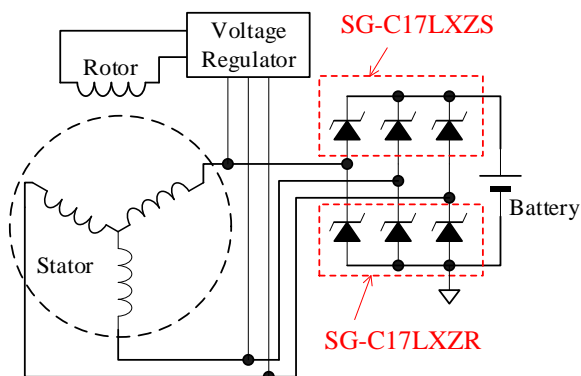 Voltage
Regulator
SG-C17LXZS
Rotor
Battery
Stator
SG-C17LXZR